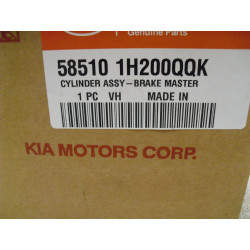 Genuine Parts
58510 1H200QQK
CYLINDER ASSY-BRAKE MASTER
1 PC VH MADE IN
KIA MOTORS CORP.